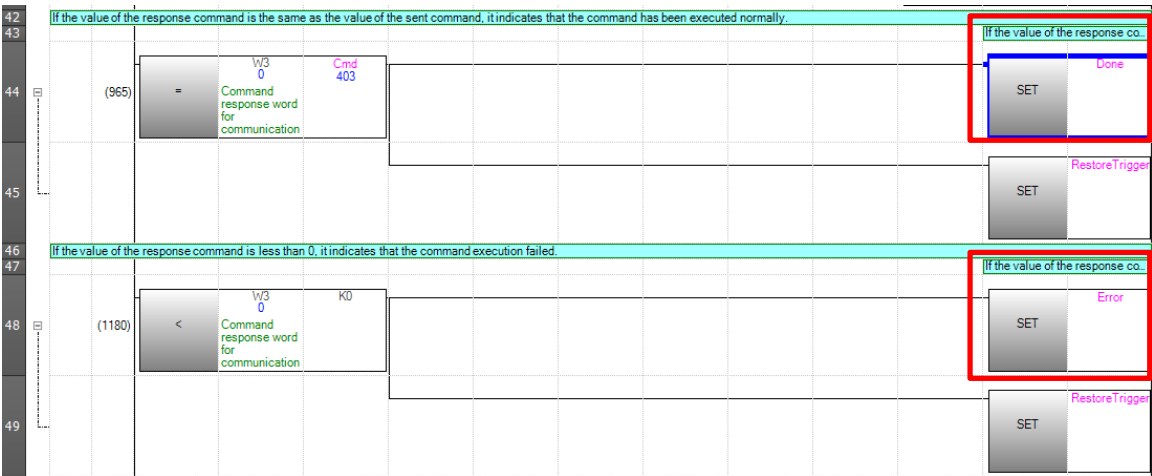 42 If the value of the response command is the same as the value of the sent command, it indicates that the command has been executed normally.
43 If the value of the response co...
44 (965) = W3 Cmd SET Done
0 403
Command
response word
for
communication
45 SET RestoreTrigger
46 If the value of the response command is less than 0, it indicates that the command execution failed.
47 If the value of the response co...
48 (1180) < W3 K0 SET Error
0
Command
response word
for
communication
49 SET RestoreTrigger